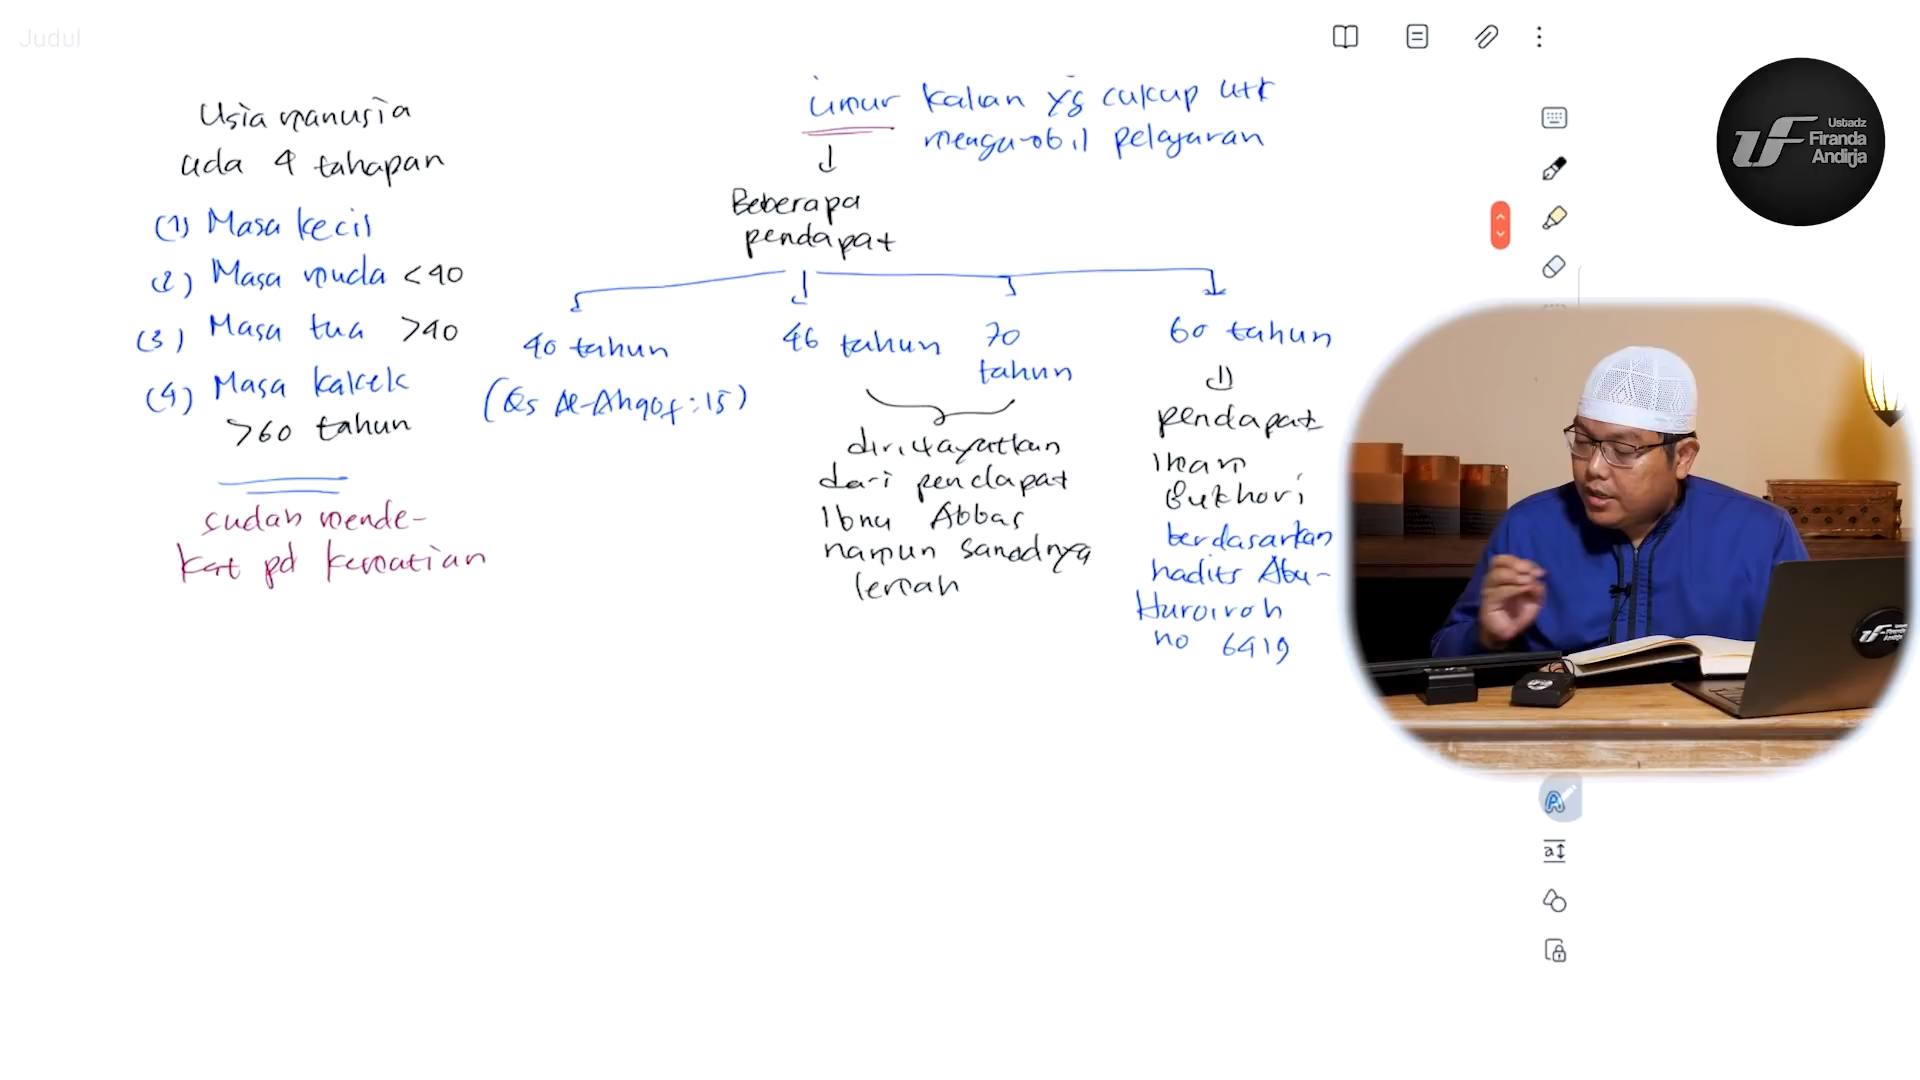 Judul
Usia manusia
ada 4 tahapan
(1) Masa kecil
(2) Masa muda <40
(3) Masa tua >40
(4) Masa kakek
>60 tahun
sudah mende-
kat pd kematian
umur kalian yg cukup utk
mengambil pelajaran
Beberapa
pendapat
40 tahun
(Qs Al-Ahqof: 15)
46 tahun
70
tahun
diriwayatkan
dari pendapat
Ibnu Abbas
namun sanadnya
lemah
60 tahun
pendapat
Imam
Bukhori
berdasarkan
hadits Abu-
Huroiroh
no 6419
Ustadz
Firanda
Andirja